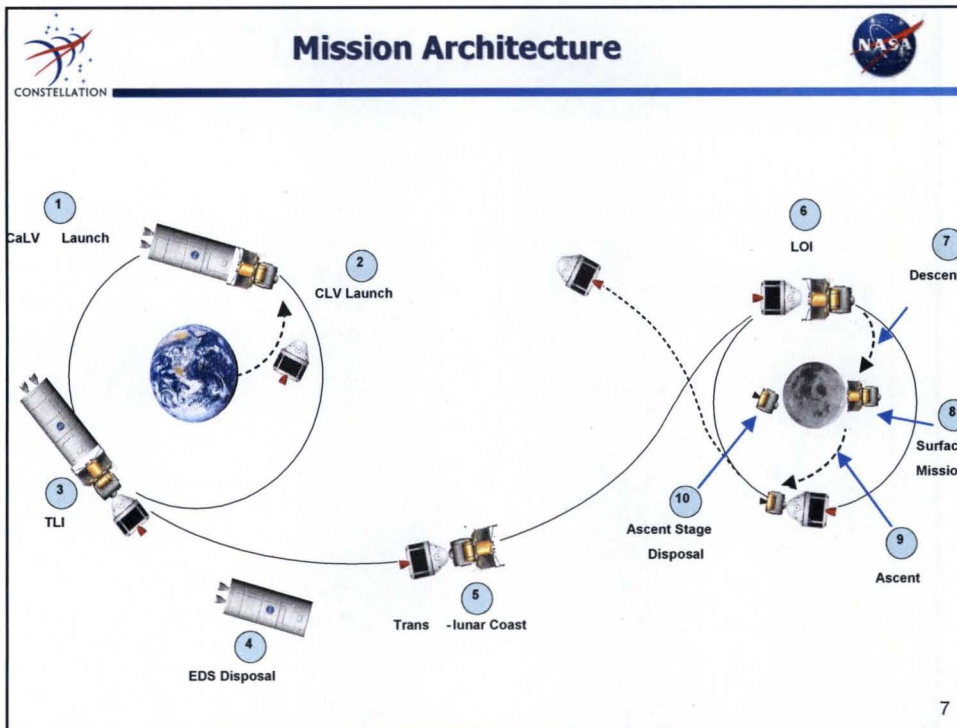 Mission Architecture
CONSTELLATION
NASA
1
CaLV Launch
2
CLV Launch
3
TLI
4
EDS Disposal
5
Trans -lunar Coast
6
LOI
7
Descen
8
Surfac
Missio
9
Ascent
10
Ascent Stage
Disposal
7